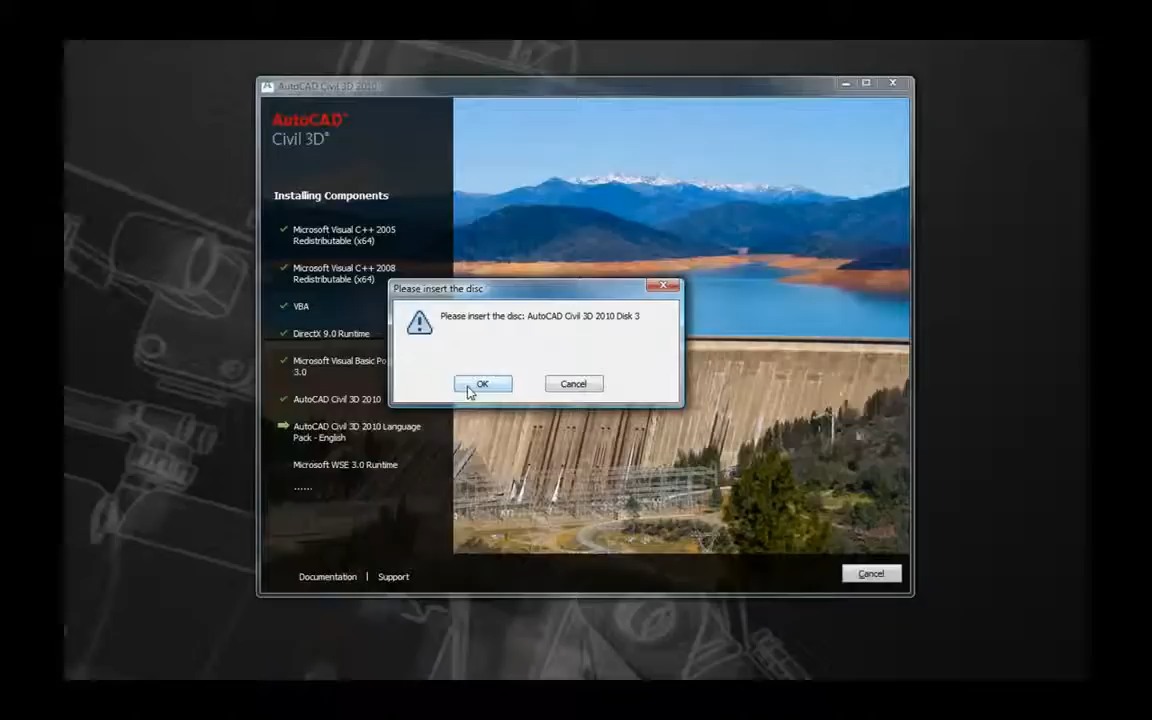 AutoCAD Civil 3D 2010
AutoCAD®
Civil 3D®
Installing Components
Microsoft Visual C++ 2005
Redistributable (x64)
Microsoft Visual C++ 2008
Redistributable (x64)
VBA
DirectX 9.0 Runtime
Microsoft Visual Basic Po
3.0
AutoCAD Civil 3D 2010
AutoCAD Civil 3D 2010 Language
Pack - English
Microsoft WSE 3.0 Runtime
......
Please insert the disc
Please insert the disc: AutoCAD Civil 3D 2010 Disk 3
OK
Cancel
Documentation | Support
Cancel